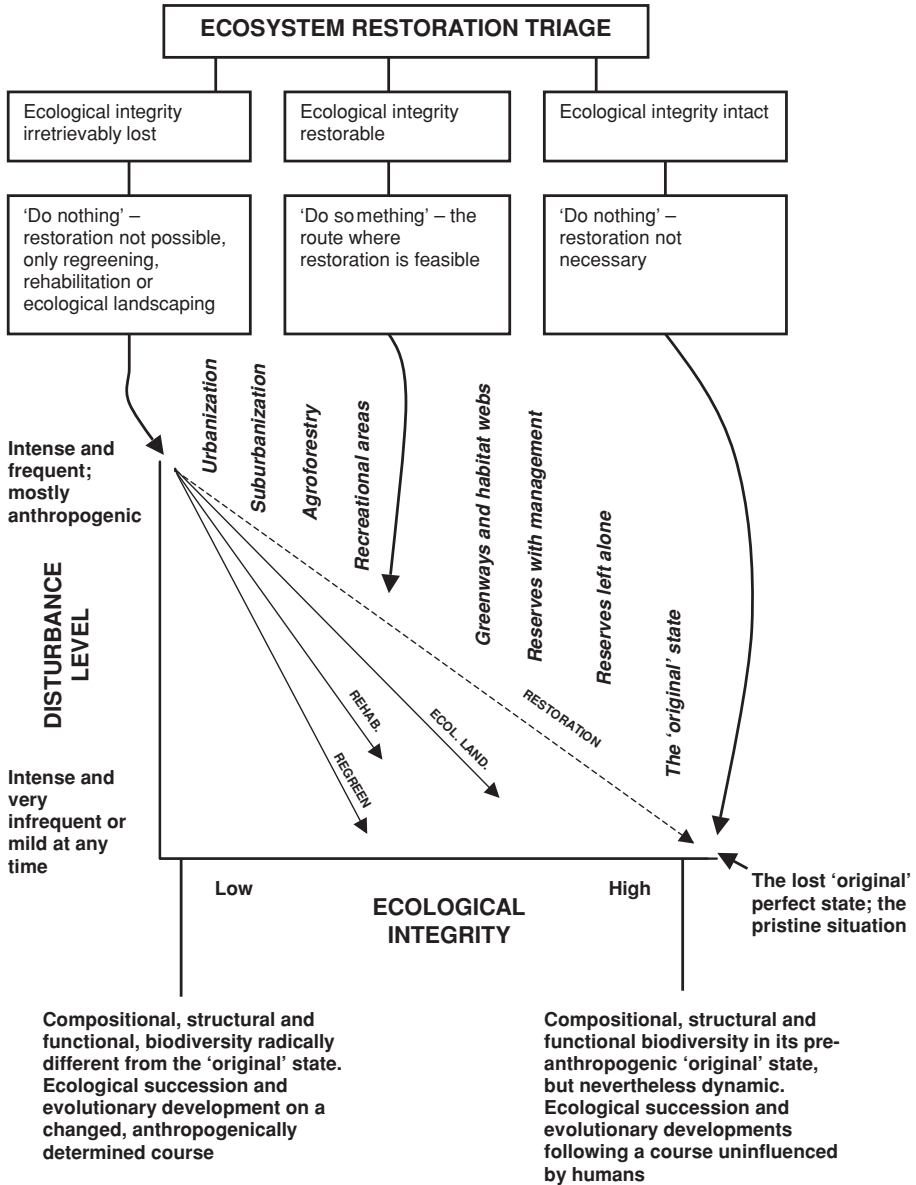 ECOSYSTEM RESTORATION TRIAGE
Ecological integrity
irretrievably lost
Ecological integrity
restorable
Ecological integrity intact
‘Do nothing’ –
restoration not possible,
only regreening,
rehabilitation or
ecological landscaping
‘Do something’ – the
route where
restoration is feasible
‘Do nothing’ –
restoration not
necessary
Urbanization
Suburbanization
Agroforestry
Recreational areas
Greenways and habitat webs
Reserves with management
Reserves left alone
The ‘original’ state
Intense and
frequent;
mostly
anthropogenic
DISTURBANCE
LEVEL
Intense and
very
infrequent or
mild at any
time
REGREEN
REHAB.
ECOL. LAND.
RESTORATION
Low
High
ECOLOGICAL
INTEGRITY
The lost ‘original’
perfect state; the
pristine situation
Compositional, structural and
functional, biodiversity radically
different from the ‘original’ state.
Ecological succession and
evolutionary development on a
changed, anthropogenically
determined course
Compositional, structural and
functional biodiversity in its pre-
anthropogenic ‘original’ state,
but nevertheless dynamic.
Ecological succession and
evolutionary developments
following a course uninfluenced
by humans